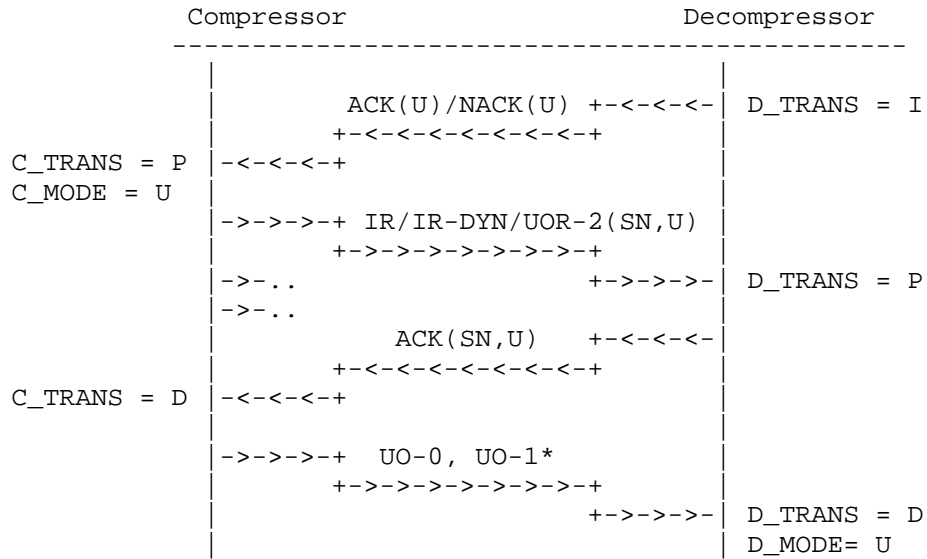 Compressor                     Decompressor
             ----------------------------------------------
               |                               |
               |        ACK(U)/NACK(U) +-<-<-<-| D_TRANS = I
               |       +-<-<-<-<-<-<-<-+       |
   C_TRANS = P |-<-<-<-+                       |
   C_MODE = U  |                               |
               |->->->-+ IR/IR-DYN/UOR-2(SN,U) |
               |       +->->->->->->->-+       |
               |->-..                  +->->->-| D_TRANS = P
               |->-..                          |
               |           ACK(SN,U)   +-<-<-<-|
               |       +-<-<-<-<-<-<-<-+       |
   C_TRANS = D |-<-<-<-+                       |
               |                               |
               |->->->-+  UO-0, UO-1*          |
               |       +->->->->->->->-+       |
               |                       +->->->-| D_TRANS = D
               |                               | D_MODE= U